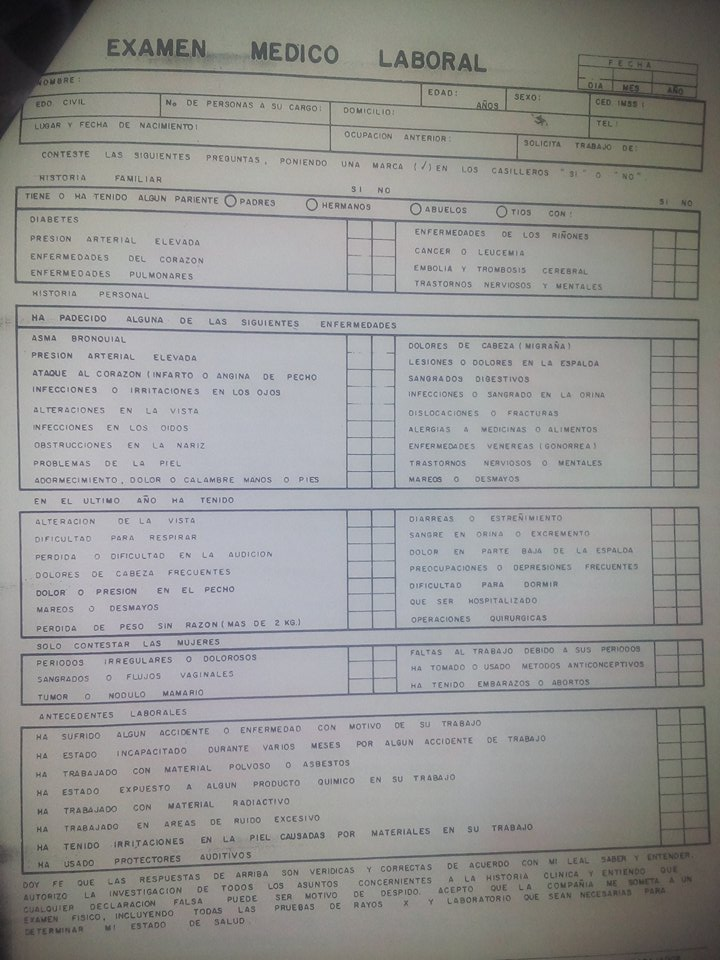 EXAMEN MEDICO LABORAL
FECHA
DIA MES AÑO
NOMBRE:
EDAD: AÑOS
SEXO:
CED. IMSS:
EDO. CIVIL
No DE PERSONAS A SU CARGO:
DOMICILIO:
TEL:
LUGAR Y FECHA DE NACIMIENTO:
OCUPACION ANTERIOR:
SOLICITA TRABAJO DE:
CONTESTE LAS SIGUIENTES PREGUNTAS, PONIENDO UNA MARCA (✓) EN LOS CASILLEROS "SI" O "NO".
HISTORIA FAMILIAR
SI NO
SI NO
TIENE O HA TENIDO ALGUN PARIENTE ○ PADRES ○ HERMANOS ○ ABUELOS ○ TIOS CON:
DIABETES
PRESION ARTERIAL ELEVADA
ENFERMEDADES DEL CORAZON
ENFERMEDADES PULMONARES
ENFERMEDADES DE LOS RIÑONES
CANCER O LEUCEMIA
EMBOLIA Y TROMBOSIS CEREBRAL
TRASTORNOS NERVIOSOS Y MENTALES
HISTORIA PERSONAL
HA PADECIDO ALGUNA DE LAS SIGUIENTES ENFERMEDADES
ASMA BRONQUIAL
PRESION ARTERIAL ELEVADA
ATAQUE AL CORAZON (INFARTO O ANGINA DE PECHO
INFECCIONES O IRRITACIONES EN LOS OJOS
ALTERACIONES EN LA VISTA
INFECCIONES EN LOS OIDOS
OBSTRUCCIONES EN LA NARIZ
PROBLEMAS DE LA PIEL
ADORMECIMIENTO, DOLOR O CALAMBRE MANOS O PIES
DOLORES DE CABEZA (MIGRAÑA)
LESIONES O DOLORES EN LA ESPALDA
SANGRADOS DIGESTIVOS
INFECCIONES O SANGRADO EN LA ORINA
DISLOCACIONES O FRACTURAS
ALERGIAS A MEDICINAS O ALIMENTOS
ENFERMEDADES VENEREAS (GONORREA)
TRASTORNOS NERVIOSOS O MENTALES
MAREOS O DESMAYOS
EN EL ULTIMO AÑO HA TENIDO
ALTERACION DE LA VISTA
DIFICULTAD PARA RESPIRAR
PERDIDA O DIFICULTAD EN LA AUDICION
DOLORES DE CABEZA FRECUENTES
DOLOR O PRESION EN EL PECHO
MAREOS O DESMAYOS
PERDIDA DE PESO SIN RAZON (MAS DE 2 KG.)
DIARREAS O ESTREÑIMIENTO
SANGRE EN ORINA O EXCREMENTO
DOLOR EN PARTE BAJA DE LA ESPALDA
PREOCUPACIONES O DEPRESIONES FRECUENTES
DIFICULTAD PARA DORMIR
QUE SER HOSPITALIZADO
OPERACIONES QUIRURGICAS
SOLO CONTESTAR LAS MUJERES
PERIODOS IRREGULARES O DOLOROSOS
SANGRADOS O FLUJOS VAGINALES
TUMOR O NODULO MAMARIO
FALTAS AL TRABAJO DEBIDO A SUS PERIODOS
HA TOMADO O USADO METODOS ANTICONCEPTIVOS
HA TENIDO EMBARAZOS O ABORTOS
ANTECEDENTES LABORALES
HA SUFRIDO ALGUN ACCIDENTE O ENFERMEDAD CON MOTIVO DE SU TRABAJO
HA ESTADO INCAPACITADO DURANTE VARIOS MESES POR ALGUN ACCIDENTE DE TRABAJO
HA TRABAJADO CON MATERIAL POLVOSO O ASBESTOS
HA ESTADO EXPUESTO A ALGUN PRODUCTO QUIMICO EN SU TRABAJO
HA TRABAJADO CON MATERIAL RADIACTIVO
HA TRABAJADO EN AREAS DE RUIDO EXCESIVO
HA TENIDO IRRITACIONES EN LA PIEL CAUSADAS POR MATERIALES EN SU TRABAJO
HA USADO PROTECTORES AUDITIVOS
DOY FE QUE LAS RESPUESTAS DE ARRIBA SON VERIDICAS Y CORRECTAS DE ACUERDO CON MI LEAL SABER Y ENTENDER.
AUTORIZO LA INVESTIGACION DE TODOS LOS ASUNTOS CONCERNIENTES A LA HISTORIA CLINICA Y ENTIENDO QUE
CUALQUIER DECLARACION FALSA PUEDE SER MOTIVO DE DESPIDO. ACEPTO QUE LA COMPAÑIA ME SOMETA A UN
EXAMEN FISICO, INCLUYENDO TODAS LAS PRUEBAS DE RAYOS X Y LABORATORIO QUE SEAN NECESARIAS PARA
DETERMINAR MI ESTADO DE SALUD.